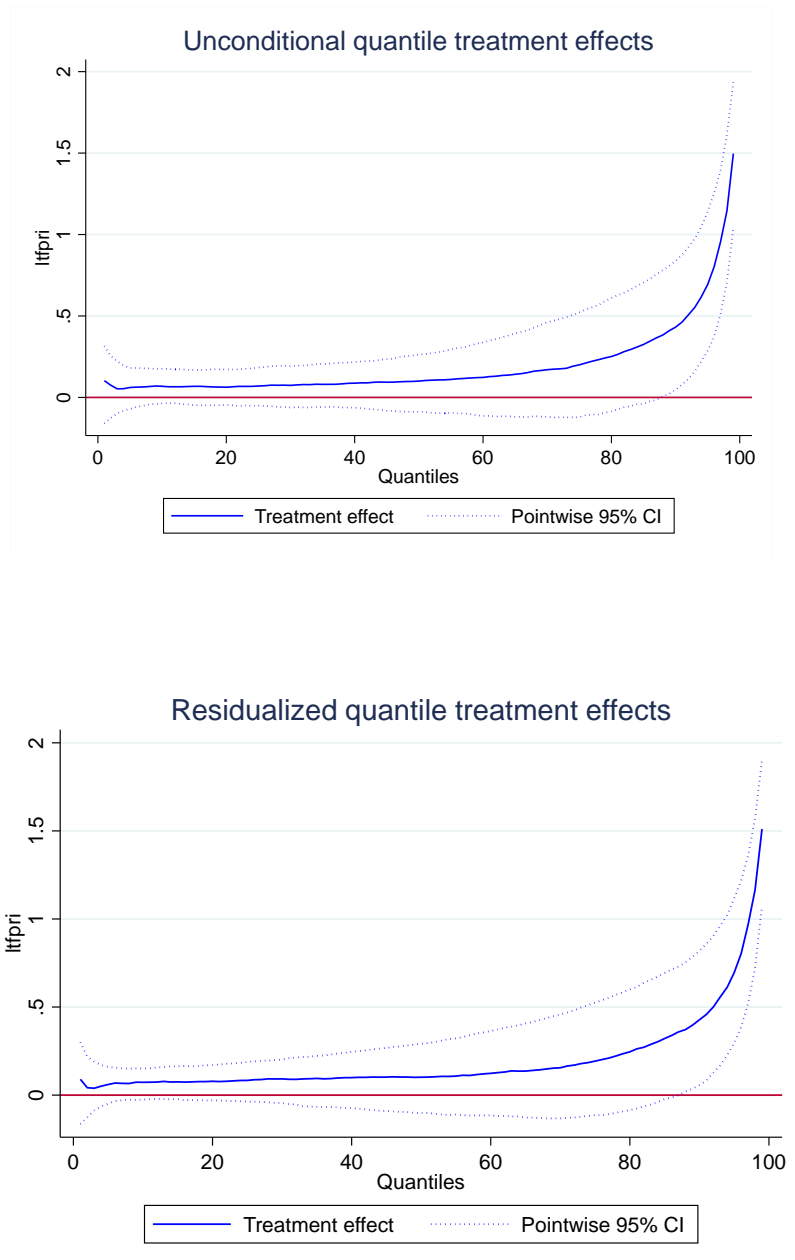 Unconditional quantile treatment effects
2
1.5
1
.5
0
ltfpri
0 20 40 60 80 100
Quantiles
Treatment effect Pointwise 95% CI
Residualized quantile treatment effects
2
1.5
1
.5
0
ltfpri
0 20 40 60 80 100
Quantiles
Treatment effect Pointwise 95% CI